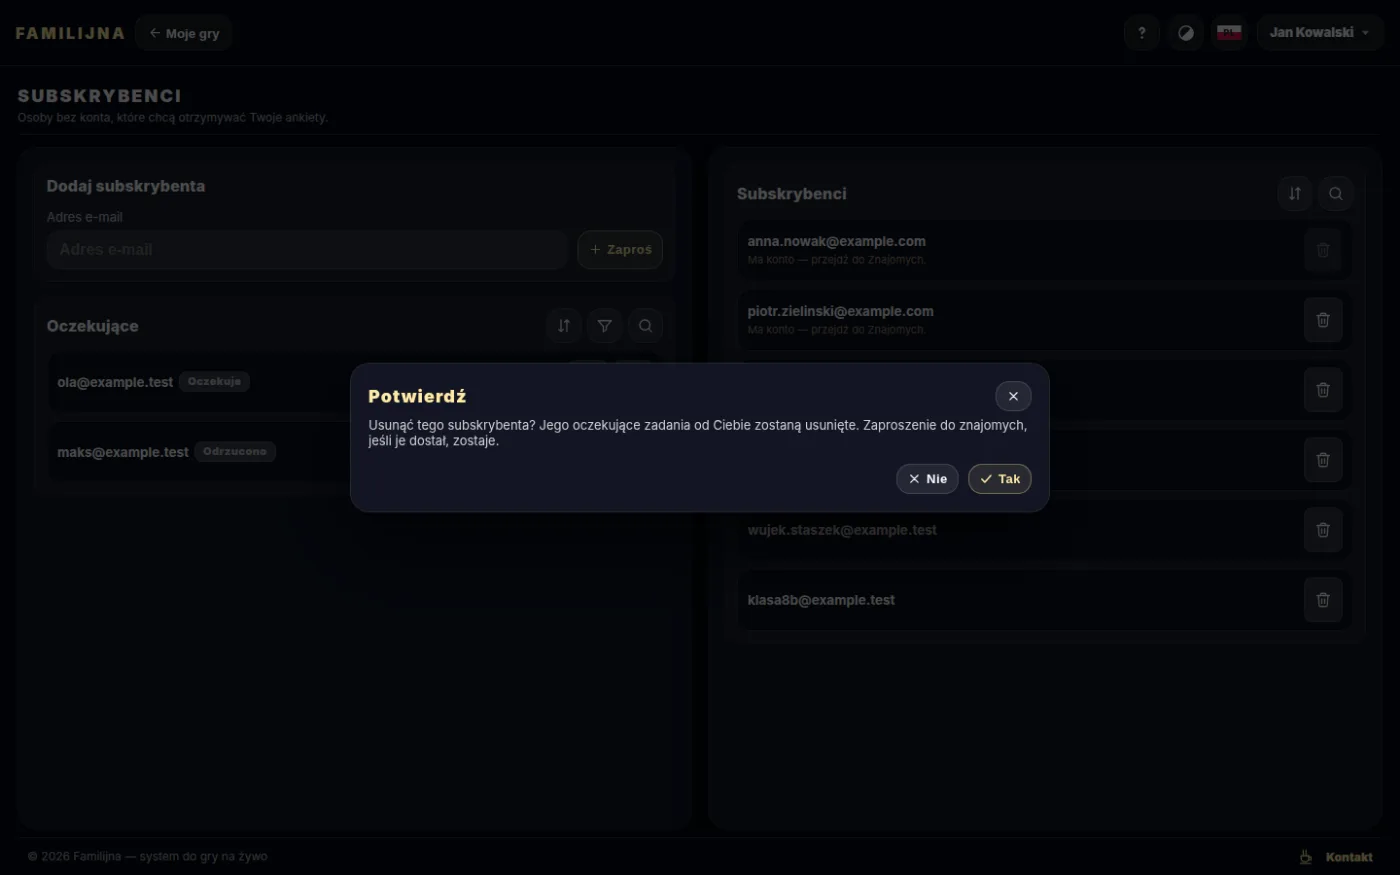 FAMILIJNA
← Moje gry
?
PL
Jan Kowalski
SUBSKRYBENCI
Osoby bez konta, które chcą otrzymywać Twoje ankiety.
Dodaj subskrybenta
Adres e-mail
Adres e-mail
+ Zaproś
Oczekujące
ola@example.test Oczekuje
maks@example.test Odrzucono
Subskrybenci
anna.nowak@example.com
Ma konto — przejdź do Znajomych.
piotr.zielinski@example.com
Ma konto — przejdź do Znajomych.
Potwierdź
Usunąć tego subskrybenta? Jego oczekujące zadania od Ciebie zostaną usunięte. Zaproszenie do znajomych,
jeśli je dostał, zostaje.
Nie
Tak
wujek.staszek@example.test
klasa8b@example.test
© 2026 Familijna — system do gry na żywo
Kontakt